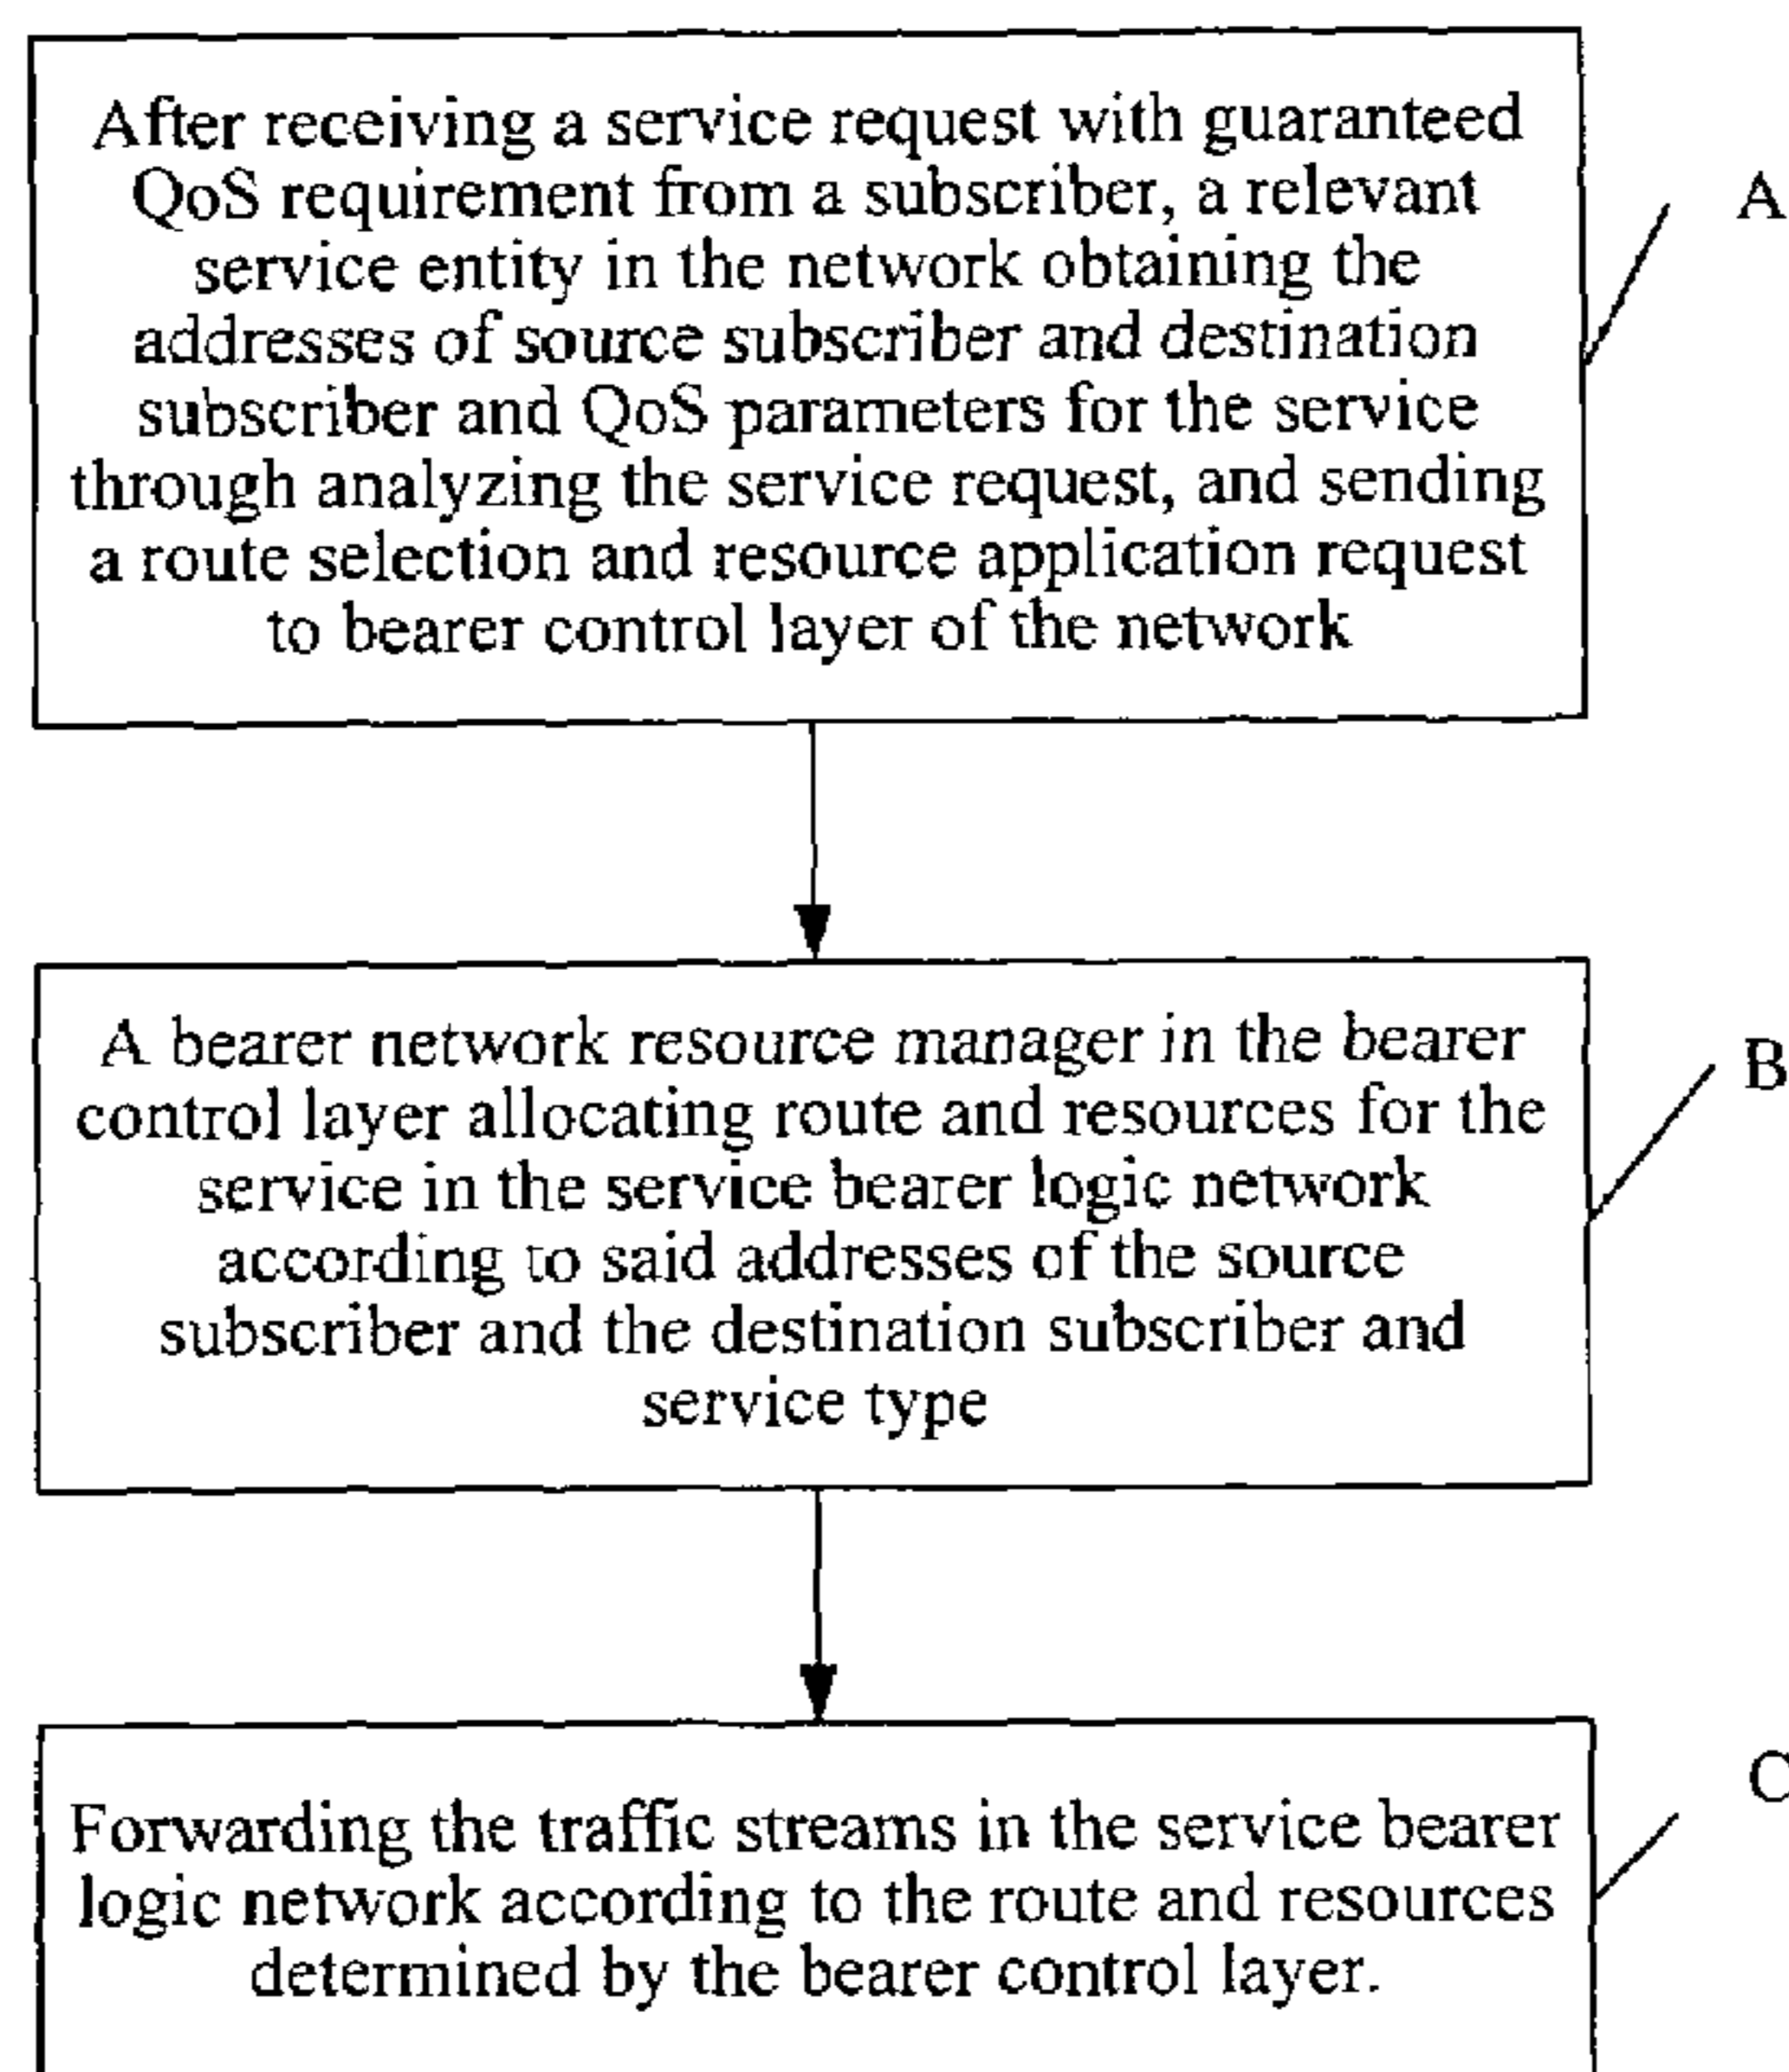 After receiving a service request with guaranteed
QoS requirement from a subscriber, a relevant
service entity in the network obtaining the
addresses of source subscriber and destination
subscriber and QoS parameters for the service
through analyzing the service request, and sending
a route selection and resource application request
to bearer control layer of the network
A
A bearer network resource manager in the bearer
control layer allocating route and resources for the
service in the service bearer logic network
according to said addresses of the source
subscriber and the destination subscriber and
service type
B
Forwarding the traffic streams in the service bearer
logic network according to the route and resources
determined by the bearer control layer.
C